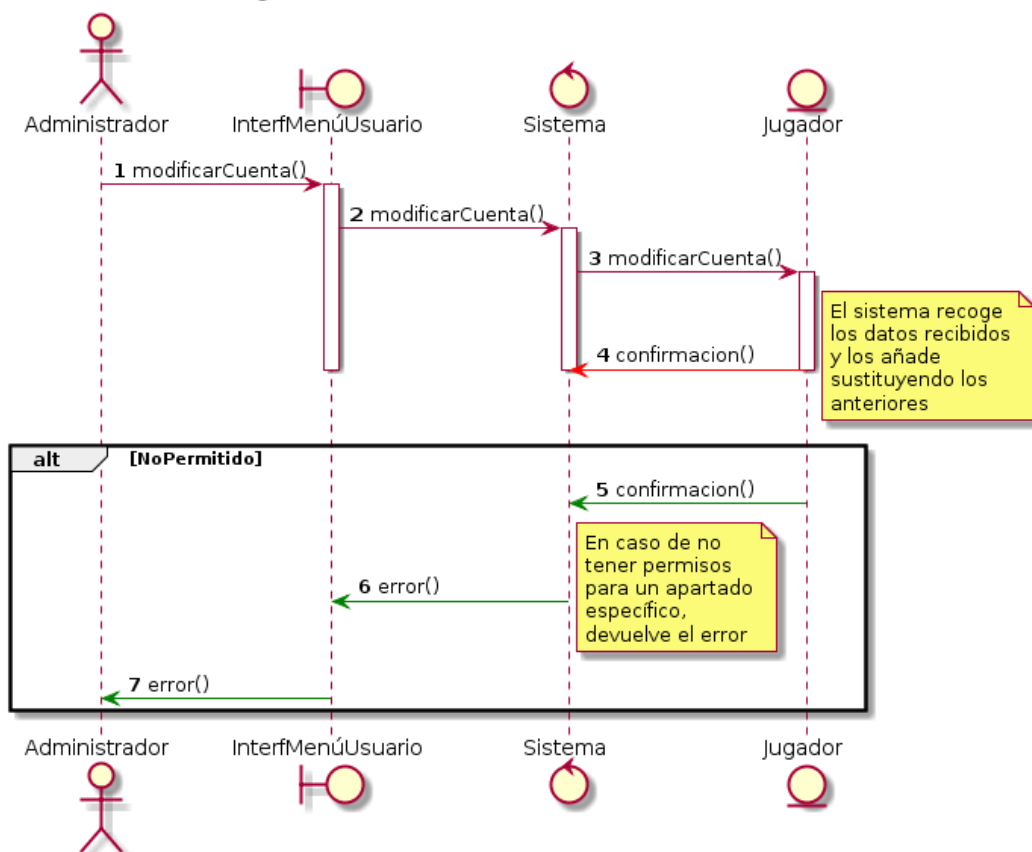 Administrador
InterfMenúUsuario
Sistema
Jugador
1 modificarCuenta()
2 modificarCuenta()
3 modificarCuenta()
El sistema recoge
los datos recibidos
y los añade
sustituyendo los
anteriores
4 confirmacion()
alt
[NoPermitido]
5 confirmacion()
En caso de no
tener permisos
para un apartado
específico,
devuelve el error
6 error()
7 error()
Administrador
InterfMenúUsuario
Sistema
Jugador